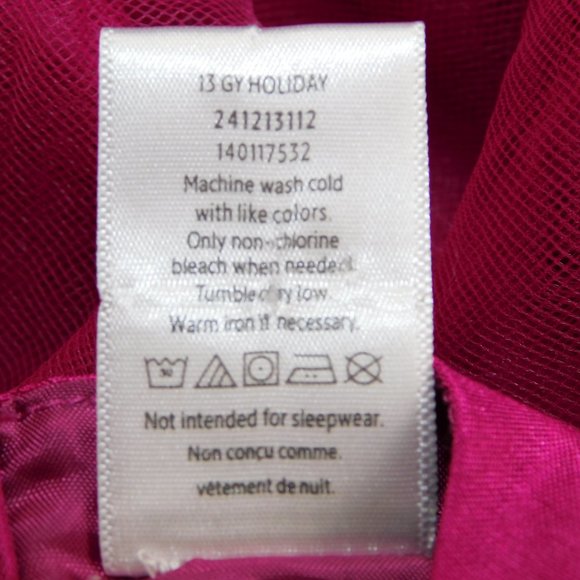 13 GY HOLIDAY
241213112
140117532
Machine wash cold
with like colors.
Only non-chlorine
bleach when needed.
Tumble dry low.
Warm iron if necessary.
30
Not intended for sleepwear.
Non conçu comme.
vêtement de nuit.